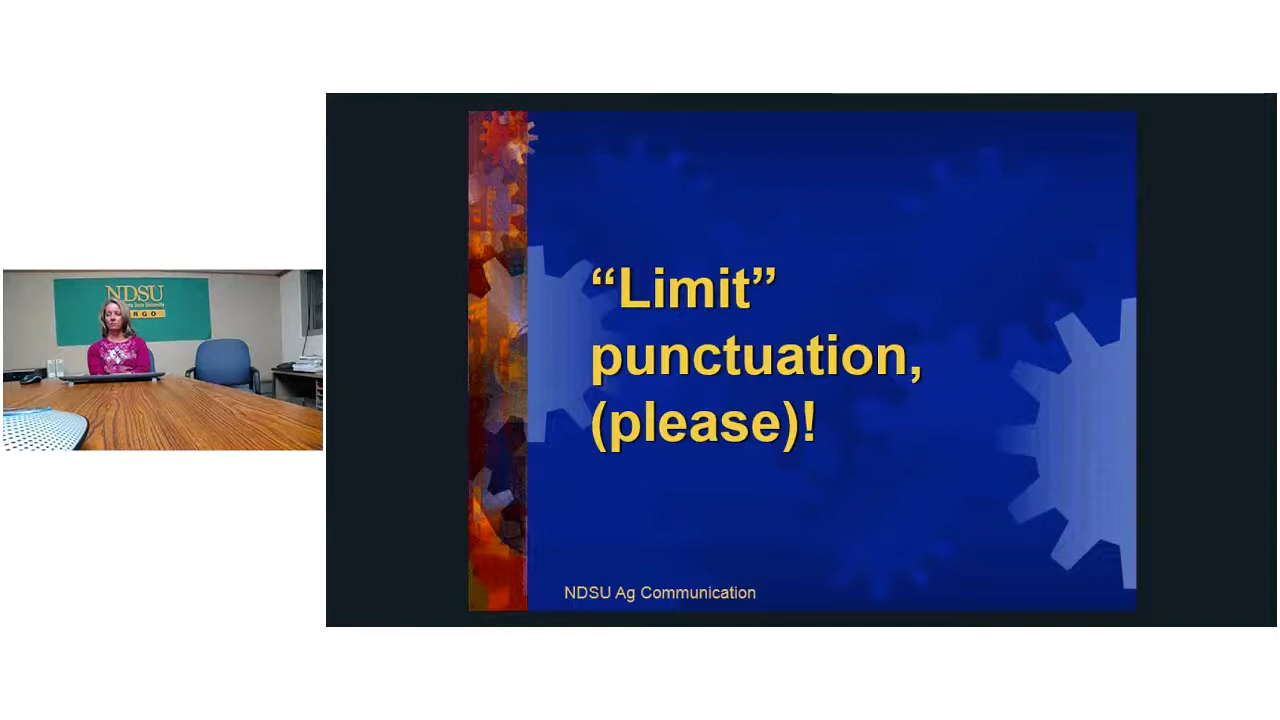 NDSU
“Limit”
punctuation,
(please)!
NDSU Ag Communication